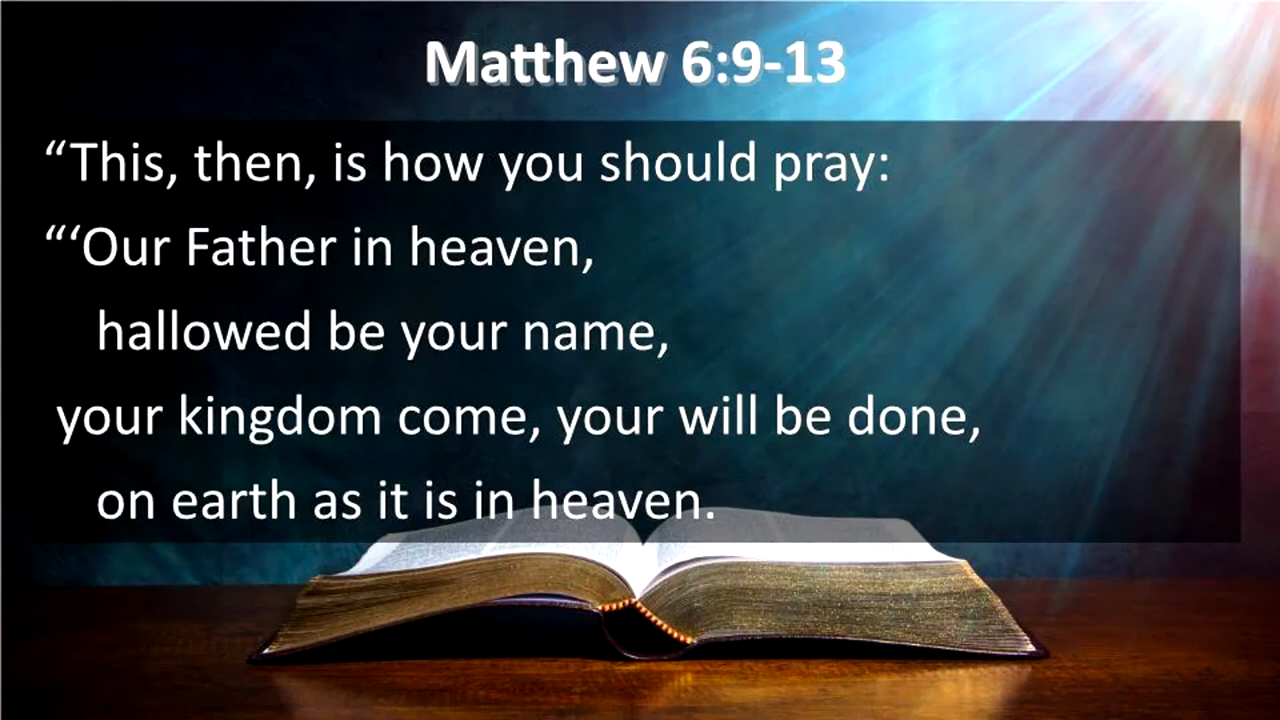 Matthew 6:9-13
“This, then, is how you should pray:
“‘Our Father in heaven,
hallowed be your name,
your kingdom come, your will be done,
on earth as it is in heaven.